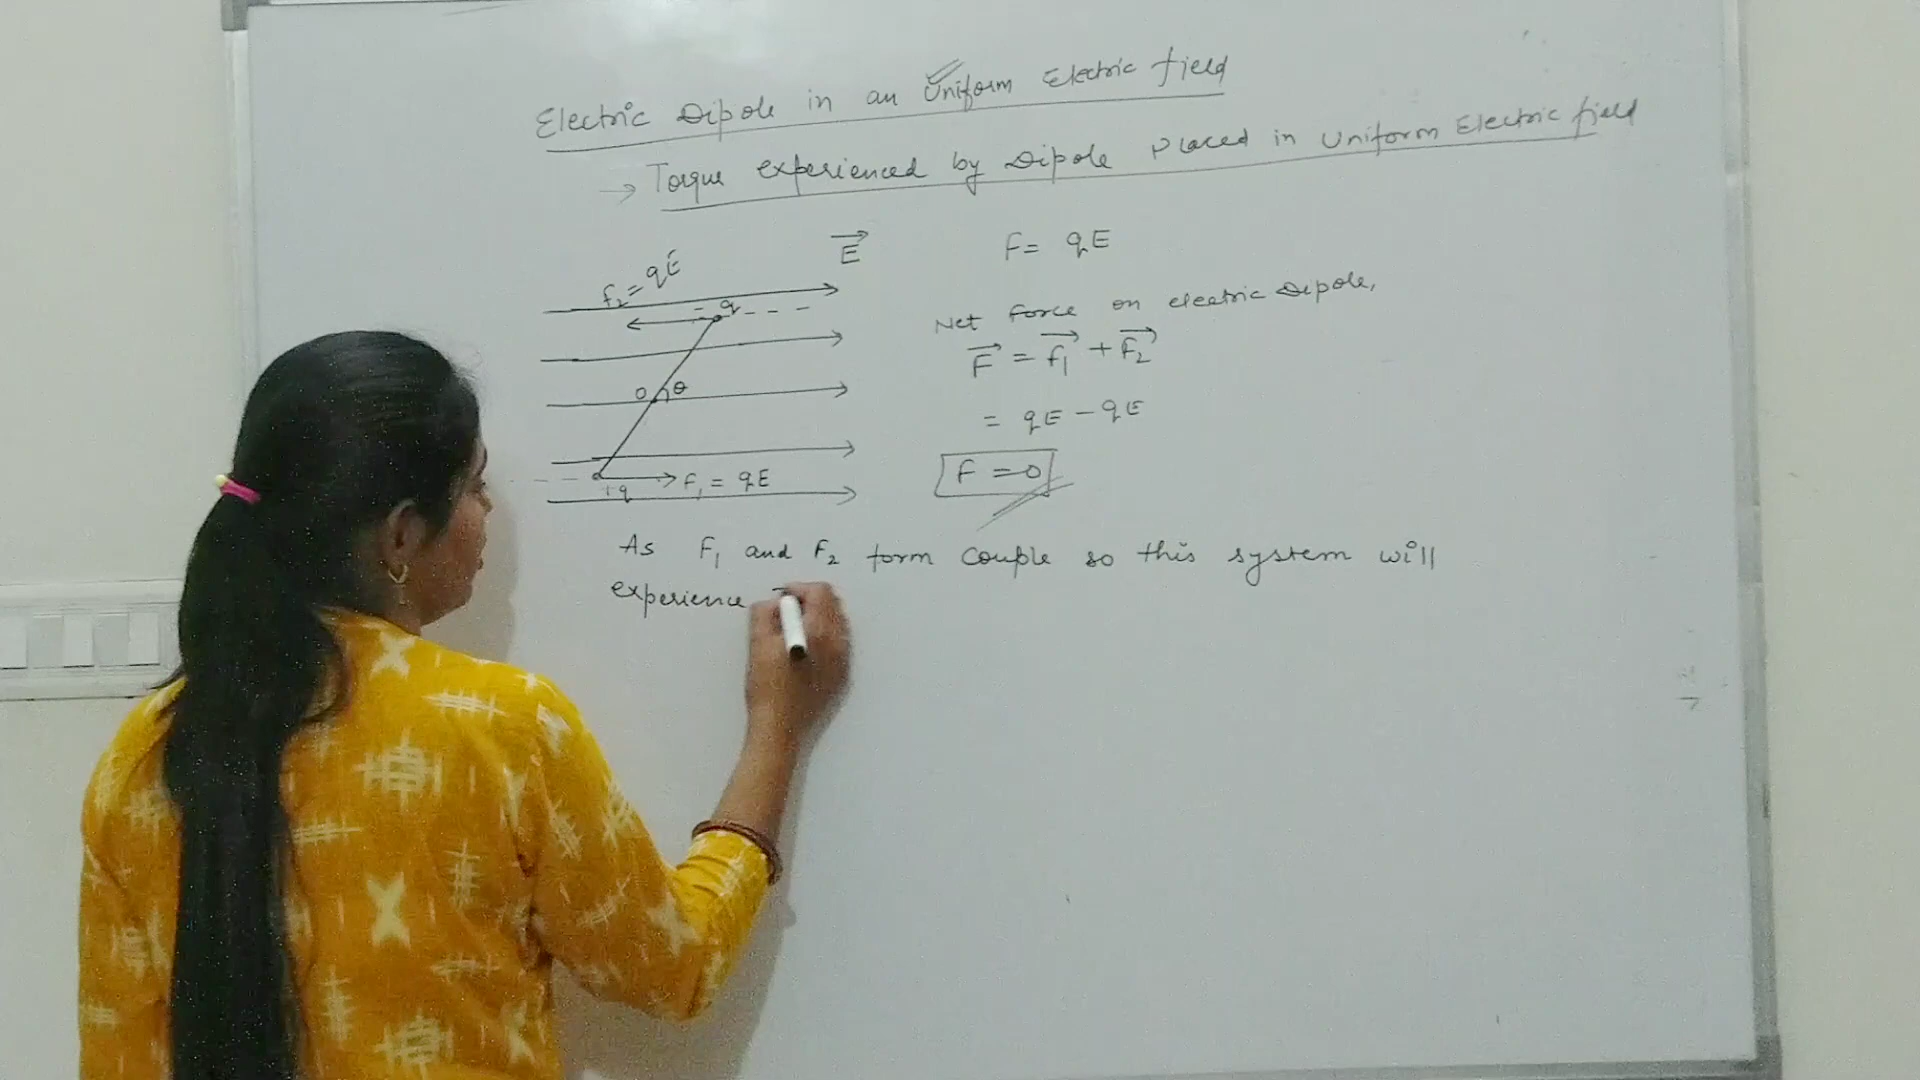 Electric Dipole in an Uniform Electric field
→ Torque experienced by Dipole Placed in Uniform Electric field
E
F₂ = qE
-q
O θ
+q
F₁ = qE
F = qE
Net Force on electric Dipole,
F = F₁ + F₂
= qE - qE
F = 0
As F₁ and F₂ form couple so this system will
experience